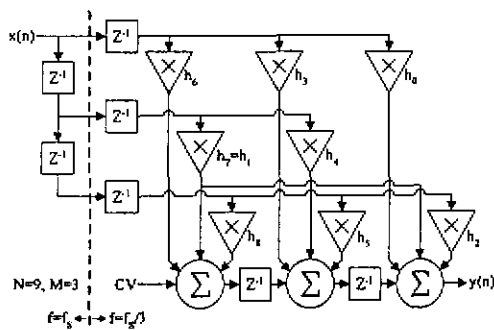 x(n)
Z⁻¹
h₆
h₃
h₀
Z⁻¹
Z⁻¹
h₇=h₁
h₄
Z⁻¹
Z⁻¹
h₈
h₅
h₂
N=9, M=3
CV
Σ
Z⁻¹
Σ
Z⁻¹
Σ
y(n)
f=fₛ
f=fₛ/3